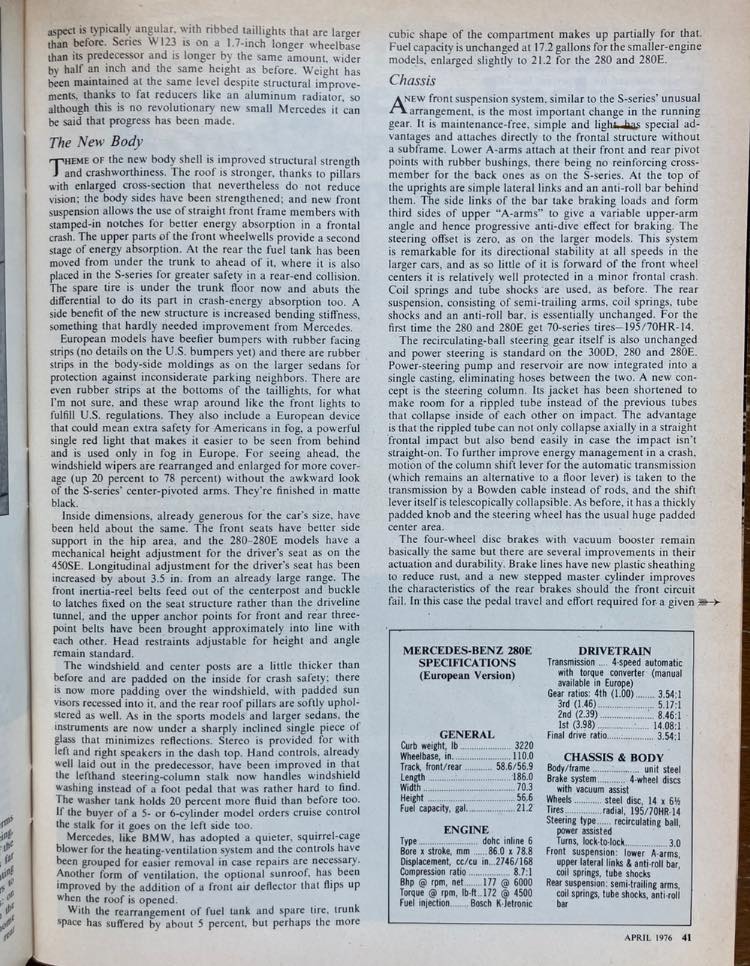 aspect is typically angular, with ribbed taillights that are larger
than before. Series W123 is on a 1.7-inch longer wheelbase
than its predecessor and is longer by the same amount, wider
by half an inch and the same height as before. Weight has
been maintained at the same level despite structural improve-
ments, thanks to fat reducers like an aluminum radiator, so
although this is no revolutionary new small Mercedes it can
be said that progress has been made.
The New Body
THEME OF the new body shell is improved structural strength
and crashworthiness. The roof is stronger, thanks to pillars
with enlarged cross-section that nevertheless do not reduce
vision; the body sides have been strengthened; and new front
suspension allows the use of straight front frame members with
stamped-in notches for better energy absorption in a frontal
crash. The upper parts of the front wheelwells provide a second
stage of energy absorption. At the rear the fuel tank has been
moved from under the trunk to ahead of it, where it is also
placed in the S-series for greater safety in a rear-end collision.
The spare tire is under the trunk floor now and abuts the
differential to do its part in crash-energy absorption too. A
side benefit of the new structure is increased bending stiffness,
something that hardly needed improvement from Mercedes.
European models have beefier bumpers with rubber facing
strips (no details on the U.S. bumpers yet) and there are rubber
strips in the body-side moldings as on the larger sedans for
protection against inconsiderate parking neighbors. There are
even rubber strips at the bottoms of the taillights, for what
I'm not sure, and these wrap around like the front lights to
fulfill U.S. regulations. They also include a European device
that could mean extra safety for Americans in fog, a powerful
single red light that makes it easier to be seen from behind
and is used only in fog in Europe. For seeing ahead, the
windshield wipers are rearranged and enlarged for more cover-
age (up 20 percent to 78 percent) without the awkward look
of the S-series' center-pivoted arms. They're finished in matte
black.
Inside dimensions, already generous for the car's size, have
been held about the same. The front seats have better side
support in the hip area, and the 280-280E models have a
mechanical height adjustment for the driver's seat as on the
450SE. Longitudinal adjustment for the driver's seat has been
increased by about 3.5 in. from an already large range. The
front inertia-reel belts feed out of the centerpost and buckle
to latches fixed on the seat structure rather than the driveline
tunnel, and the upper anchor points for front and rear three-
point belts have been brought approximately into line with
each other. Head restraints adjustable for height and angle
remain standard.
The windshield and center posts are a little thicker than
before and are padded on the inside for crash safety; there
is now more padding over the windshield, with padded sun
visors recessed into it, and the rear roof pillars are softly uphol-
stered as well. As in the sports models and larger sedans, the
instruments are now under a sharply inclined single piece of
glass that minimizes reflections. Stereo is provided for with
left and right speakers in the dash top. Hand controls, already
well laid out in the predecessor, have been improved in that
the lefthand steering-column stalk now handles windshield
washing instead of a foot pedal that was rather hard to find.
The washer tank holds 20 percent more fluid than before too.
If the buyer of a 5- or 6-cylinder model orders cruise control
the stalk for it goes on the left side too.
Mercedes, like BMW, has adopted a quieter, squirrel-cage
blower for the heating-ventilation system and the controls have
been grouped for easier removal in case repairs are necessary.
Another form of ventilation, the optional sunroof, has been
improved by the addition of a front air deflector that flips up
when the roof is opened.
With the rearrangement of fuel tank and spare tire, trunk
space has suffered by about 5 percent, but perhaps the more
cubic shape of the compartment makes up partially for that.
Fuel capacity is unchanged at 17.2 gallons for the smaller-engine
models, enlarged slightly to 21.2 for the 280 and 280E.
Chassis
A NEW front suspension system, similar to the S-series' unusual
arrangement, is the most important change in the running
gear. It is maintenance-free, simple and light, has special ad-
vantages and attaches directly to the frontal structure without
a subframe. Lower A-arms attach at their front and rear pivot
points with rubber bushings, there being no reinforcing cross-
member for the back ones as on the S-series. At the top of
the uprights are simple lateral links and an anti-roll bar behind
them. The side links of the bar take braking loads and form
third sides of upper "A-arms" to give a variable upper-arm
angle and hence progressive anti-dive effect for braking. The
steering offset is zero, as on the larger models. This system
is remarkable for its directional stability at all speeds in the
larger cars, and as so little of it is forward of the front wheel
centers it is relatively well protected in a minor frontal crash.
Coil springs and tube shocks are used, as before. The rear
suspension, consisting of semi-trailing arms, coil springs, tube
shocks and an anti-roll bar, is essentially unchanged. For the
first time the 280 and 280E get 70-series tires—195/70HR-14.
The recirculating-ball steering gear itself is also unchanged
and power steering is standard on the 300D, 280 and 280E.
Power-steering pump and reservoir are now integrated into a
single casting, eliminating hoses between the two. A new con-
cept is the steering column. Its jacket has been shortened to
make room for a rippled tube instead of the previous tubes
that collapse inside of each other on impact. The advantage
is that the rippled tube can not only collapse axially in a straight
frontal impact but also bend easily in case the impact isn't
straight-on. To further improve energy management in a crash,
motion of the column shift lever for the automatic transmission
(which remains an alternative to a floor lever) is taken to the
transmission by a Bowden cable instead of rods, and the shift
lever itself is telescopically collapsible. As before, it has a thickly
padded knob and the steering wheel has the usual huge padded
center area.
The four-wheel disc brakes with vacuum booster remain
basically the same but there are several improvements in their
actuation and durability. Brake lines have new plastic sheathing
to reduce rust, and a new stepped master cylinder improves
the characteristics of the rear brakes should the front circuit
fail. In this case the pedal travel and effort required for a given
MERCEDES-BENZ 280E
SPECIFICATIONS
(European Version)
GENERAL
Curb weight, lb ..... 3220
Wheelbase, in. ..... 110.0
Track, front/rear ..... 58.6/56.9
Length ..... 186.0
Width ..... 70.3
Height ..... 56.6
Fuel capacity, gal. ..... 21.2
ENGINE
Type ..... dohc inline 6
Bore x stroke, mm ..... 86.0 x 78.8
Displacement, cc/cu in...2746/168
Compression ratio ..... 8.7:1
Bhp @ rpm, net ..... 177 @ 6000
Torque @ rpm, lb-ft..172 @ 4500
Fuel injection ..... Bosch K-Jetronic
DRIVETRAIN
Transmission .... 4-speed automatic
with torque converter (manual
available in Europe)
Gear ratios: 4th (1.00) ..... 3.54:1
3rd (1.46) ..... 5.17:1
2nd (2.39) ..... 8.46:1
1st (3.98) ..... 14.08:1
Final drive ratio ..... 3.54:1
CHASSIS & BODY
Body/frame ..... unit steel
Brake system ..... 4-wheel discs
with vacuum assist
Wheels ..... steel disc, 14 x 6½
Tires ..... radial, 195/70HR-14
Steering type ..... recirculating ball,
power assisted
Turns, lock-to-lock ..... 3.0
Front suspension: lower A-arms,
upper lateral links & anti-roll bar,
coil springs, tube shocks
Rear suspension: semi-trailing arms,
coil springs, tube shocks, anti-roll
bar
APRIL 1976 41